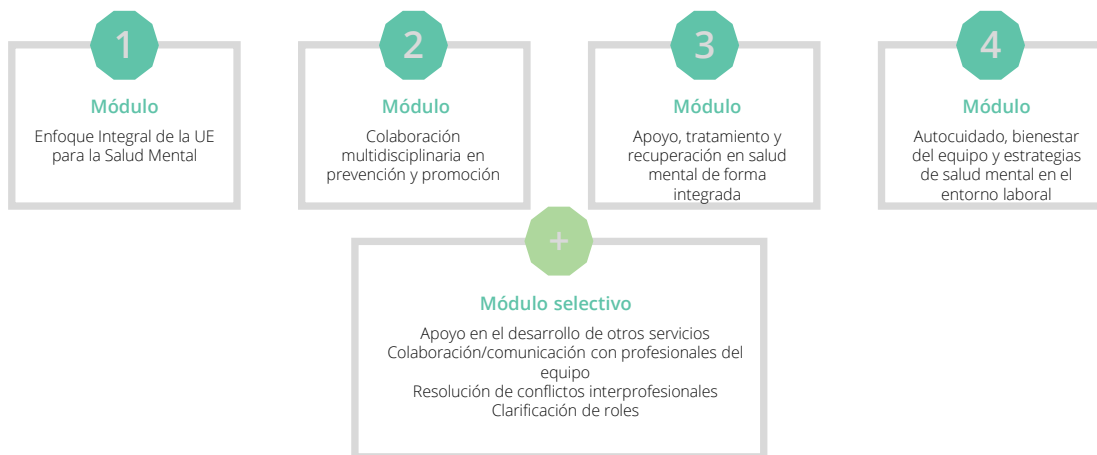 1
Módulo
Enfoque Integral de la UE
para la Salud Mental
2
Módulo
Colaboración
multidisciplinaria en
prevención y promoción
3
Módulo
Apoyo, tratamiento y
recuperación en salud
mental de forma
integrada
4
Módulo
Autocuidado, bienestar
del equipo y estrategias
de salud mental en el
entorno laboral
+
Módulo selectivo
Apoyo en el desarrollo de otros servicios
Colaboración/comunicación con profesionales del
equipo
Resolución de conflictos interprofesionales
Clarificación de roles